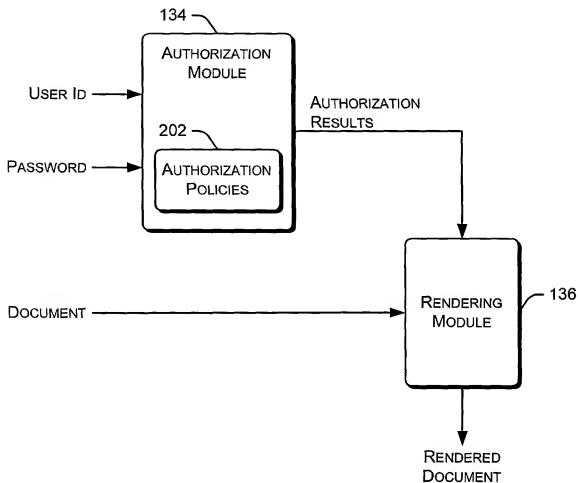 134
AUTHORIZATION
MODULE
USER ID
AUTHORIZATION
RESULTS
202
PASSWORD
AUTHORIZATION
POLICIES
DOCUMENT
RENDERING
MODULE
136
RENDERED
DOCUMENT